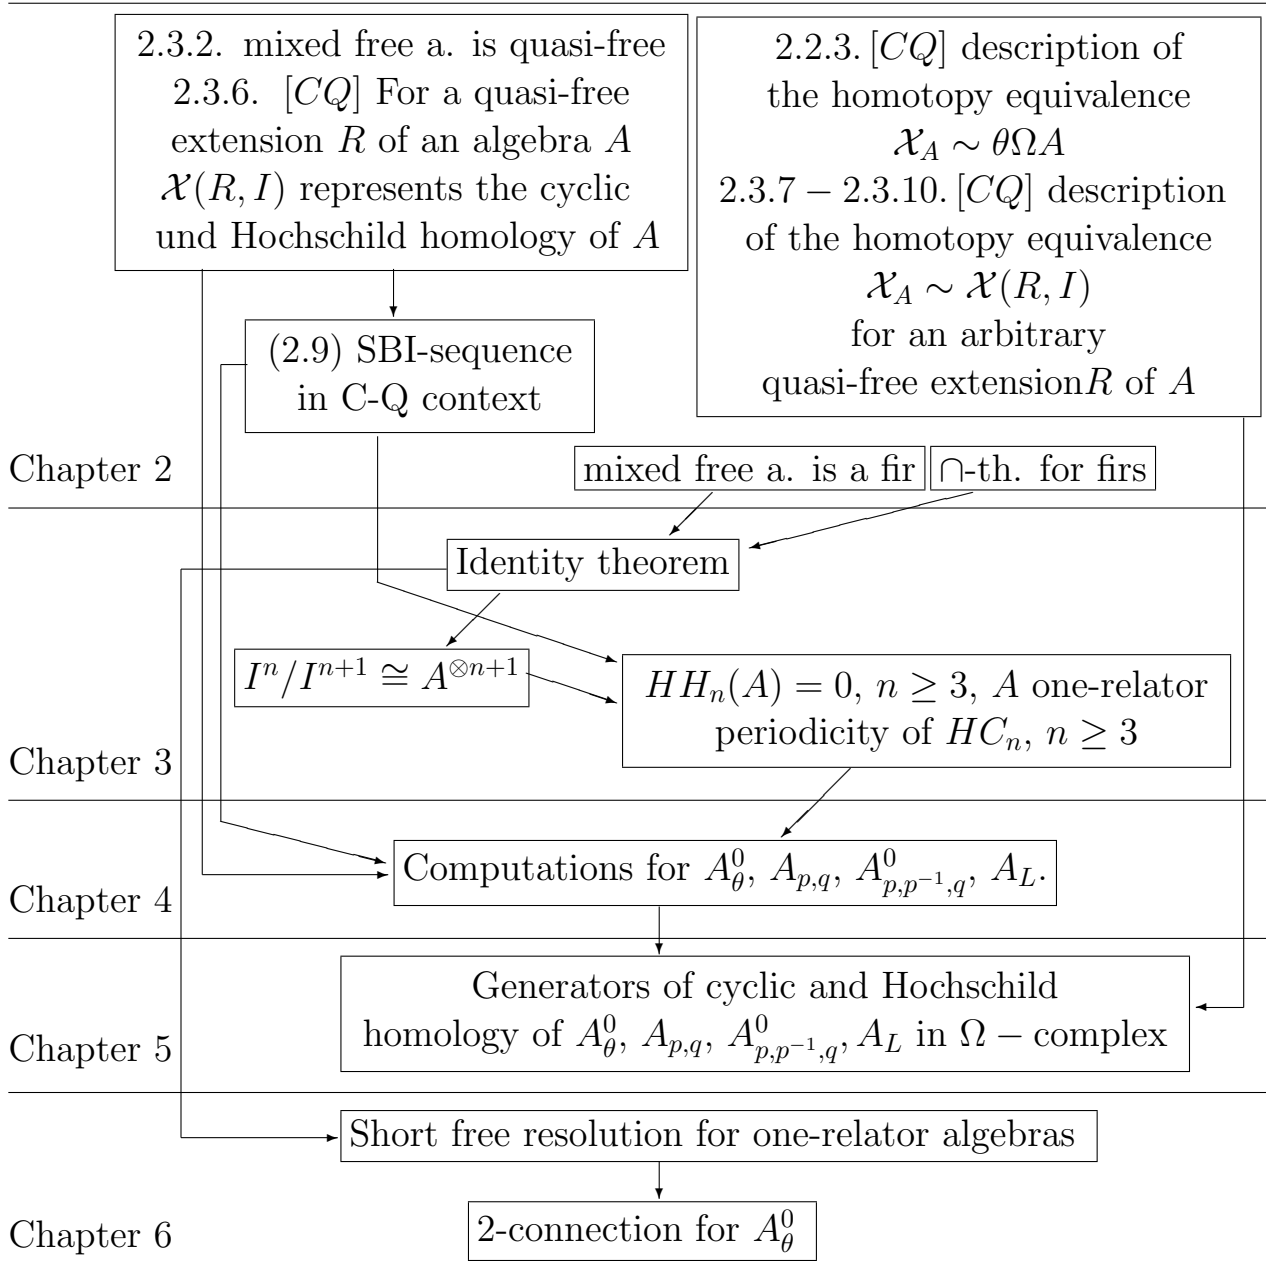 2.3.2. mixed free a. is quasi-free
2.3.6. [CQ] For a quasi-free
extension R of an algebra A
𝒳(R, I) represents the cyclic
und Hochschild homology of A
2.2.3. [CQ] description of
the homotopy equivalence
𝒳_A ∼ θΩA
2.3.7 − 2.3.10. [CQ] description
of the homotopy equivalence
𝒳_A ∼ 𝒳(R, I)
for an arbitrary
quasi-free extensionR of A
(2.9) SBI-sequence
in C-Q context
Chapter 2
mixed free a. is a fir
∩-th. for firs
Identity theorem
I^n/I^{n+1} ≅ A^{⊗n+1}
HH_n(A) = 0, n ≥ 3, A one-relator
periodicity of HC_n, n ≥ 3
Chapter 3
Computations for A^0_θ, A_{p,q}, A^0_{p,p^{-1},q}, A_L.
Chapter 4
Generators of cyclic and Hochschild
homology of A^0_θ, A_{p,q}, A^0_{p,p^{-1},q}, A_L in Ω − complex
Chapter 5
Short free resolution for one-relator algebras
2-connection for A^0_θ
Chapter 6